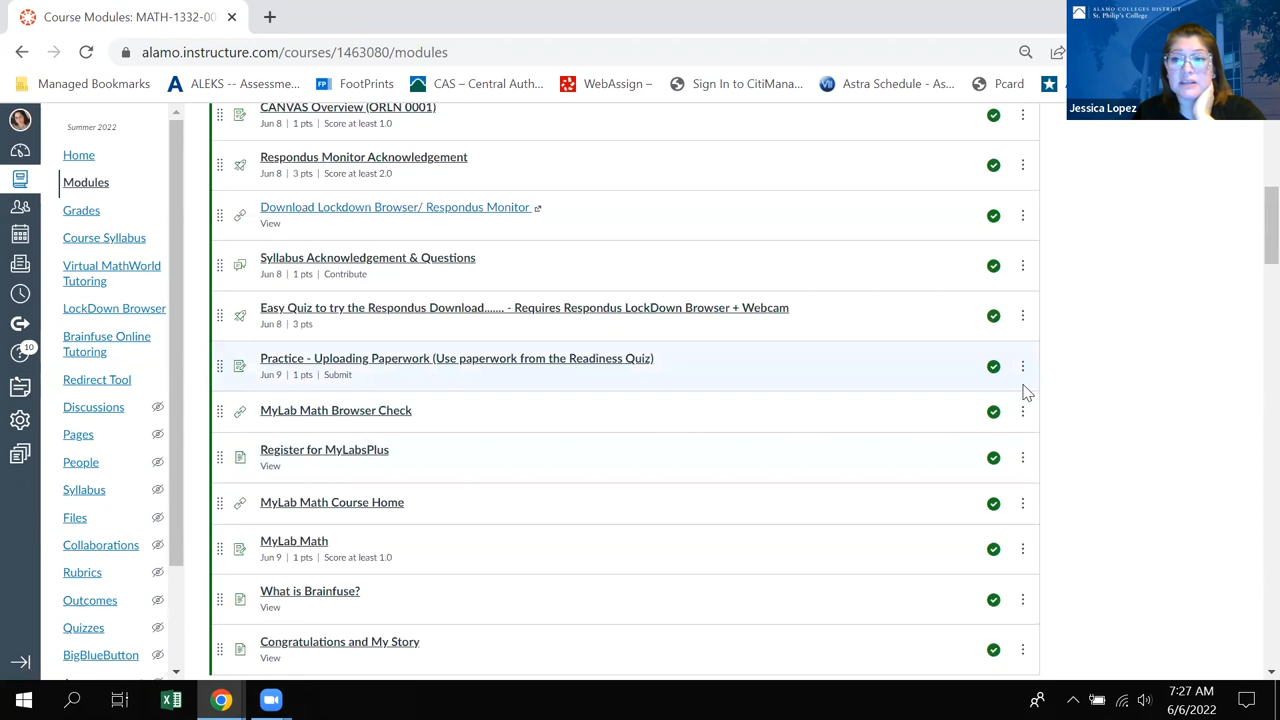 Course Modules: MATH-1332-00
alamo.instructure.com/courses/1463080/modules
Managed Bookmarks
ALEKS -- Assessme...
FootPrints
CAS – Central Auth...
WebAssign –
Sign In to CitiMana...
Astra Schedule - As...
Pcard
ALAMO COLLEGES DISTRICT
St. Philip's College
Jessica Lopez
Summer 2022
Home
Modules
Grades
Course Syllabus
Virtual MathWorld
Tutoring
LockDown Browser
Brainfuse Online
Tutoring
Redirect Tool
Discussions
Pages
People
Syllabus
Files
Collaborations
Rubrics
Outcomes
Quizzes
BigBlueButton
10
CANVAS Overview (ORLN 0001)
Jun 8 | 1 pts | Score at least 1.0
Respondus Monitor Acknowledgement
Jun 8 | 3 pts | Score at least 2.0
Download Lockdown Browser/ Respondus Monitor
View
Syllabus Acknowledgement & Questions
Jun 8 | 1 pts | Contribute
Easy Quiz to try the Respondus Download....... - Requires Respondus LockDown Browser + Webcam
Jun 8 | 3 pts
Practice - Uploading Paperwork (Use paperwork from the Readiness Quiz)
Jun 9 | 1 pts | Submit
MyLab Math Browser Check
Register for MyLabsPlus
View
MyLab Math Course Home
MyLab Math
Jun 9 | 1 pts | Score at least 1.0
What is Brainfuse?
View
Congratulations and My Story
View
7:27 AM
6/6/2022